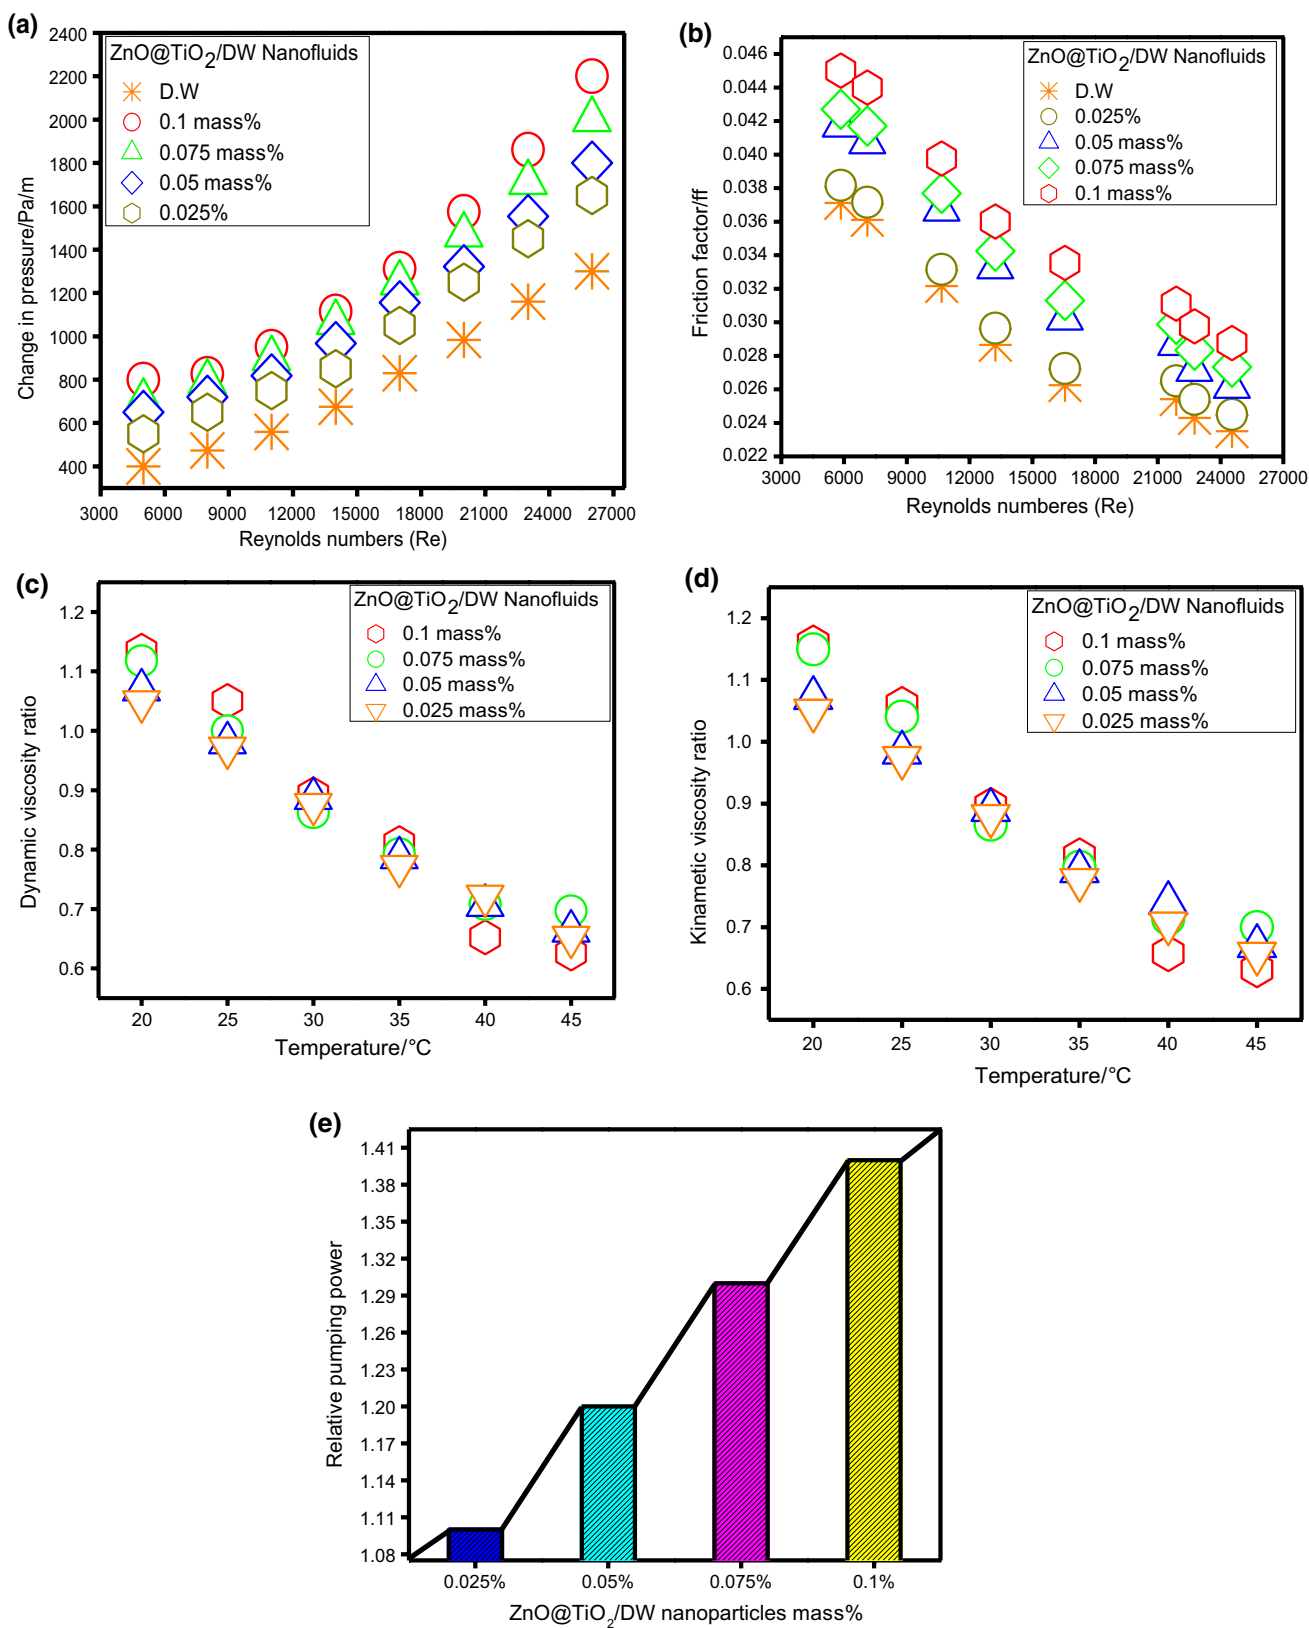 (a)
2400
2200
2000
1800
1600
1400
1200
1000
800
600
400
Change in pressure/Pa/m
ZnO@TiO2/DW Nanofluids
D.W
0.1 mass%
0.075 mass%
0.05 mass%
0.025%
3000 6000 9000 12000 15000 18000 21000 24000 27000
Reynolds numbers (Re)
(b)
0.046
0.044
0.042
0.040
0.038
0.036
0.034
0.032
0.030
0.028
0.026
0.024
0.022
Friction factor/ff
ZnO@TiO2/DW Nanofluids
D.W
0.025%
0.05 mass%
0.075 mass%
0.1 mass%
3000 6000 9000 12000 15000 18000 21000 24000 27000
Reynolds numberes (Re)
(c)
1.2
1.1
1.0
0.9
0.8
0.7
0.6
Dynamic viscosity ratio
ZnO@TiO2/DW Nanofluids
0.1 mass%
0.075 mass%
0.05 mass%
0.025 mass%
20 25 30 35 40 45
Temperature/°C
(d)
1.2
1.1
1.0
0.9
0.8
0.7
0.6
Kinametic viscosity ratio
ZnO@TiO2/DW Nanofluids
0.1 mass%
0.075 mass%
0.05 mass%
0.025 mass%
20 25 30 35 40 45
Temperature/°C
(e)
1.41
1.38
1.35
1.32
1.29
1.26
1.23
1.20
1.17
1.14
1.11
1.08
Relative pumping power
0.025% 0.05% 0.075% 0.1%
ZnO@TiO2/DW nanoparticles mass%